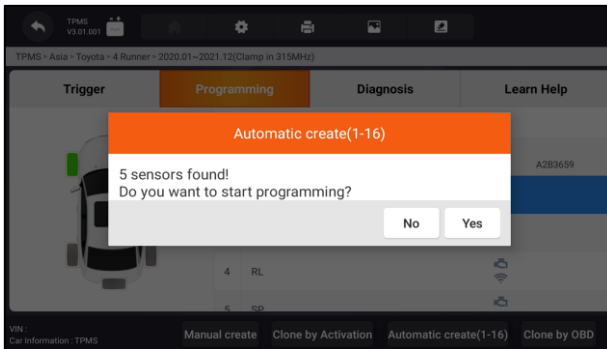 TPMS
V3.01.001
TPMS > Asia > Toyota > 4 Runner > 2020.01~2021.12(Clamp in 315MHz)
Trigger Programming Diagnosis Learn Help
Automatic create(1-16)
A2B3659
5 sensors found!
Do you want to start programming?
No Yes
4 RL
5 SP
VIN :
Car Information : TPMS
Manual create Clone by Activation Automatic create(1-16) Clone by OBD